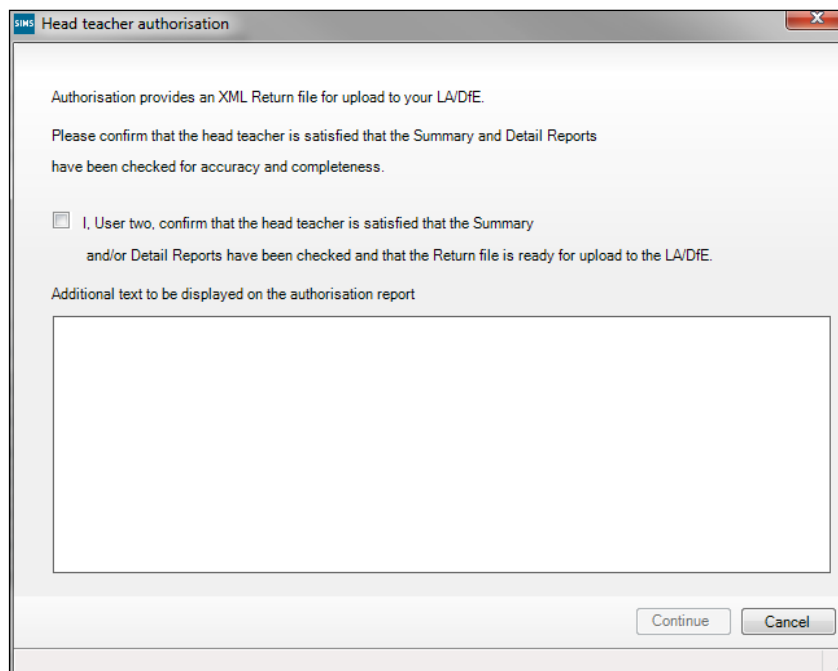 SIMS Head teacher authorisation
Authorisation provides an XML Return file for upload to your LA/DfE.
Please confirm that the head teacher is satisfied that the Summary and Detail Reports
have been checked for accuracy and completeness.
I, User two, confirm that the head teacher is satisfied that the Summary
and/or Detail Reports have been checked and that the Return file is ready for upload to the LA/DfE.
Additional text to be displayed on the authorisation report
Continue Cancel